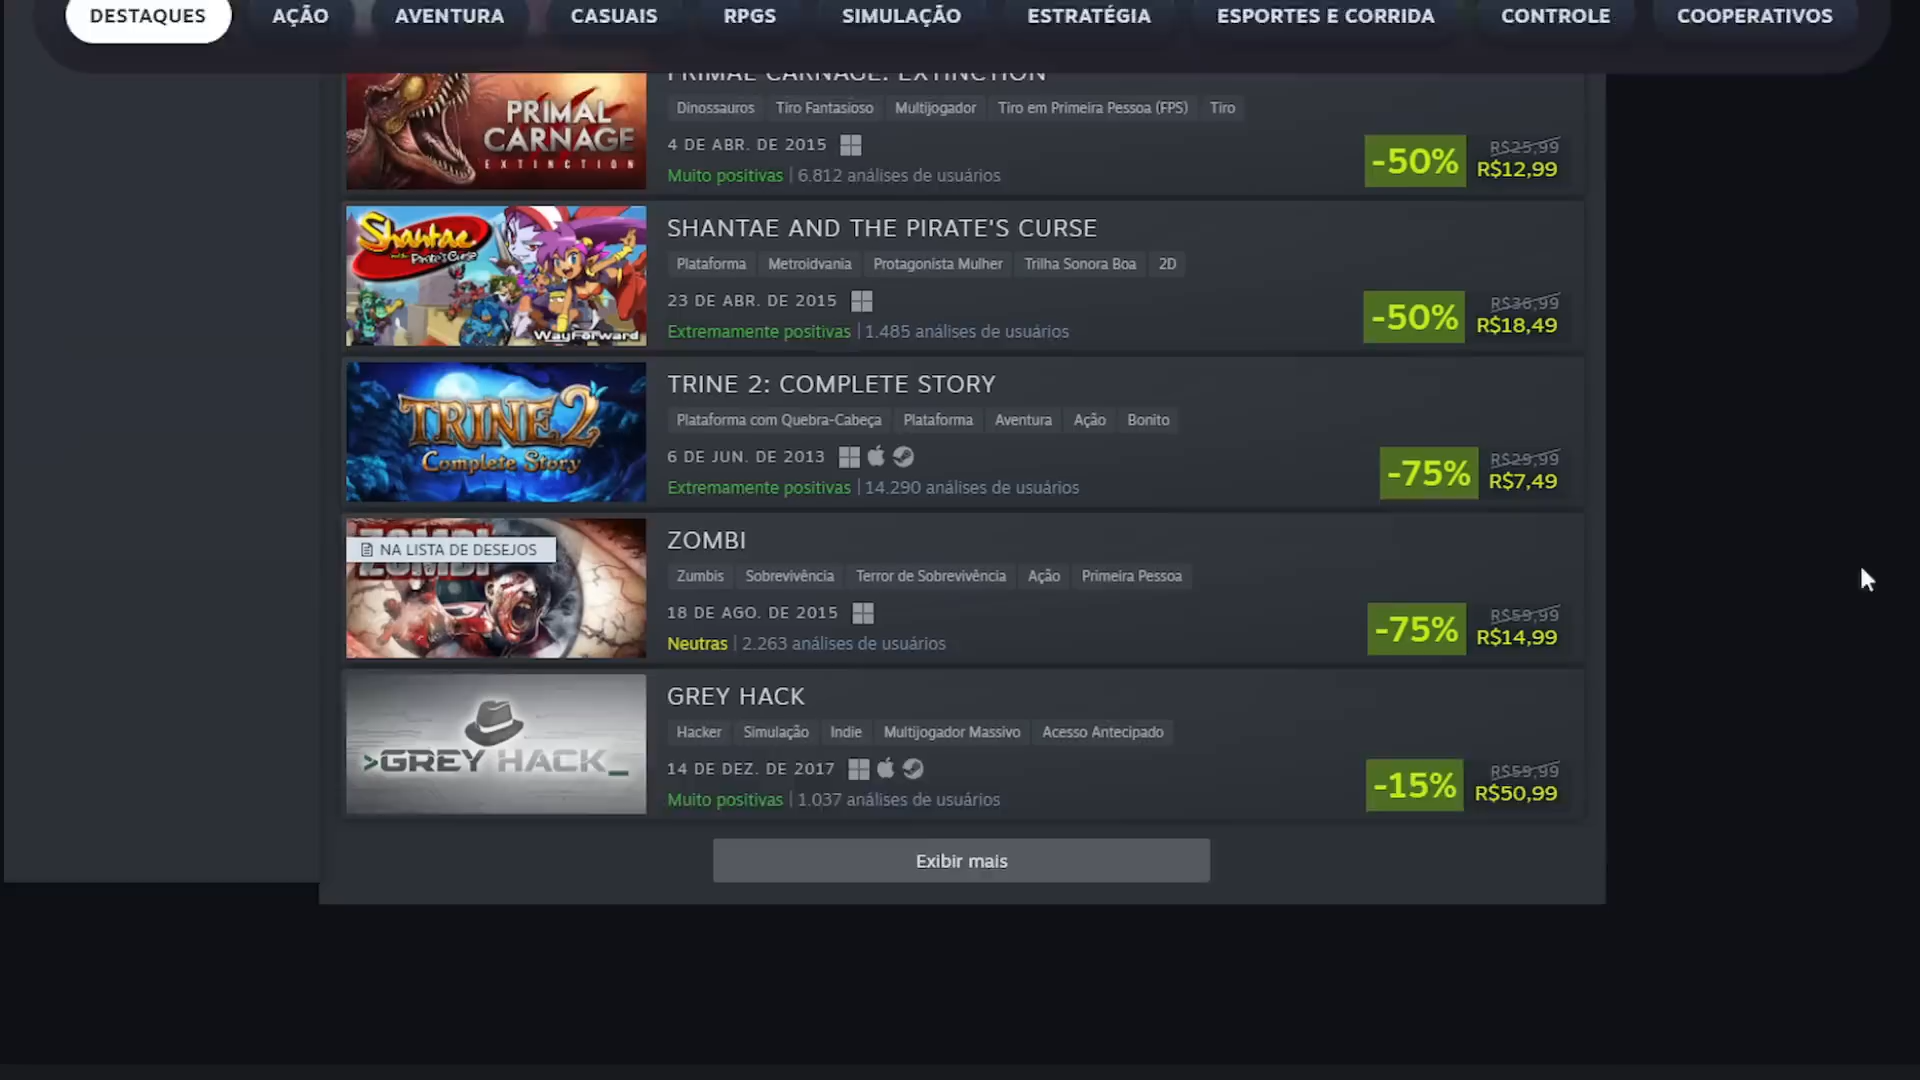 DESTAQUES
AÇÃO
AVENTURA
CASUAIS
RPGS
SIMULAÇÃO
ESTRATÉGIA
ESPORTES E CORRIDA
CONTROLE
COOPERATIVOS
PRIMAL CARNAGE: EXTINCTION
PRIMAL
CARNAGE
EXTINCTION
Dinossauros Tiro Fantasioso Multijogador Tiro em Primeira Pessoa (FPS) Tiro
4 DE ABR. DE 2015
Muito positivas | 6.812 análises de usuários
-50%
R$25,99
R$12,99
Shantae
and the Pirate's Curse
WayForward
SHANTAE AND THE PIRATE'S CURSE
Plataforma Metroidvania Protagonista Mulher Trilha Sonora Boa 2D
23 DE ABR. DE 2015
Extremamente positivas | 1.485 análises de usuários
-50%
R$36,99
R$18,49
TRINE 2
Complete Story
TRINE 2: COMPLETE STORY
Plataforma com Quebra-Cabeça Plataforma Aventura Ação Bonito
6 DE JUN. DE 2013
Extremamente positivas | 14.290 análises de usuários
-75%
R$29,99
R$7,49
ZOMBI
NA LISTA DE DESEJOS
ZOMBI
Zumbis Sobrevivência Terror de Sobrevivência Ação Primeira Pessoa
18 DE AGO. DE 2015
Neutras | 2.263 análises de usuários
-75%
R$59,99
R$14,99
>GREY HACK_
GREY HACK
Hacker Simulação Indie Multijogador Massivo Acesso Antecipado
14 DE DEZ. DE 2017
Muito positivas | 1.037 análises de usuários
-15%
R$59,99
R$50,99
Exibir mais